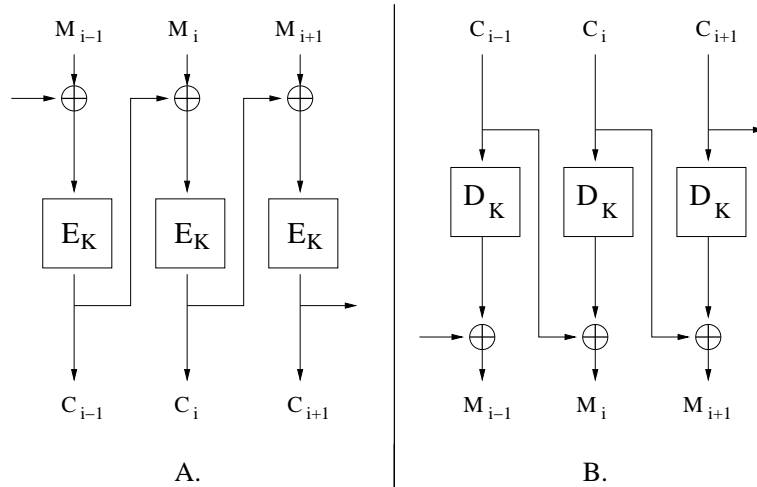 M i−1 M i M i+1
E K E K E K
C i−1 C i C i+1
A.
C i−1 C i C i+1
D K D K D K
M i−1 M i M i+1
B.